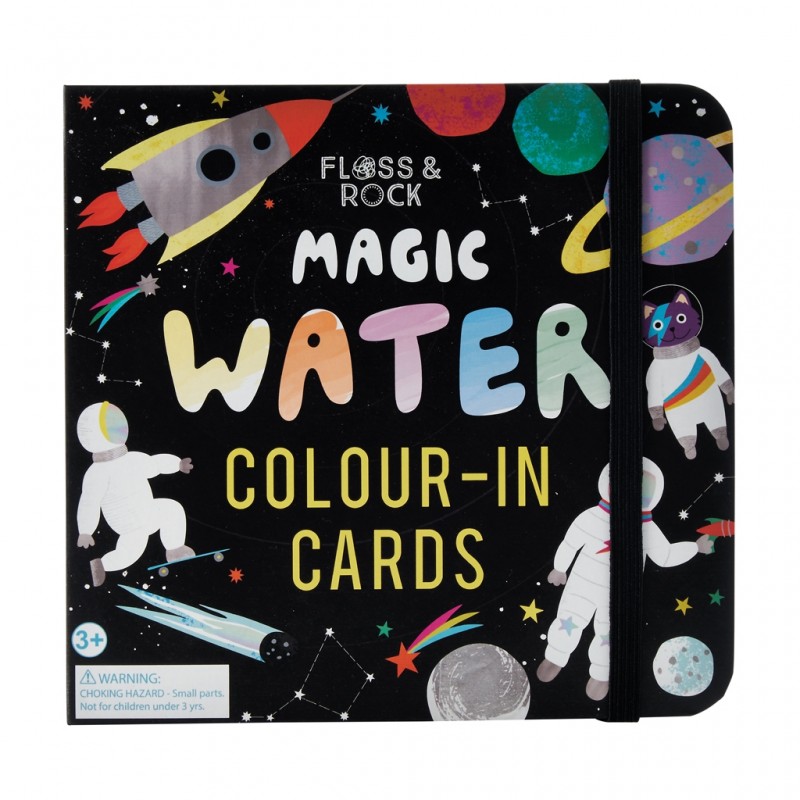 FLOSS &
ROCK
MAGIC
WATER
COLOUR-IN
CARDS
3+
WARNING:
CHOKING HAZARD - Small parts.
Not for children under 3 yrs.